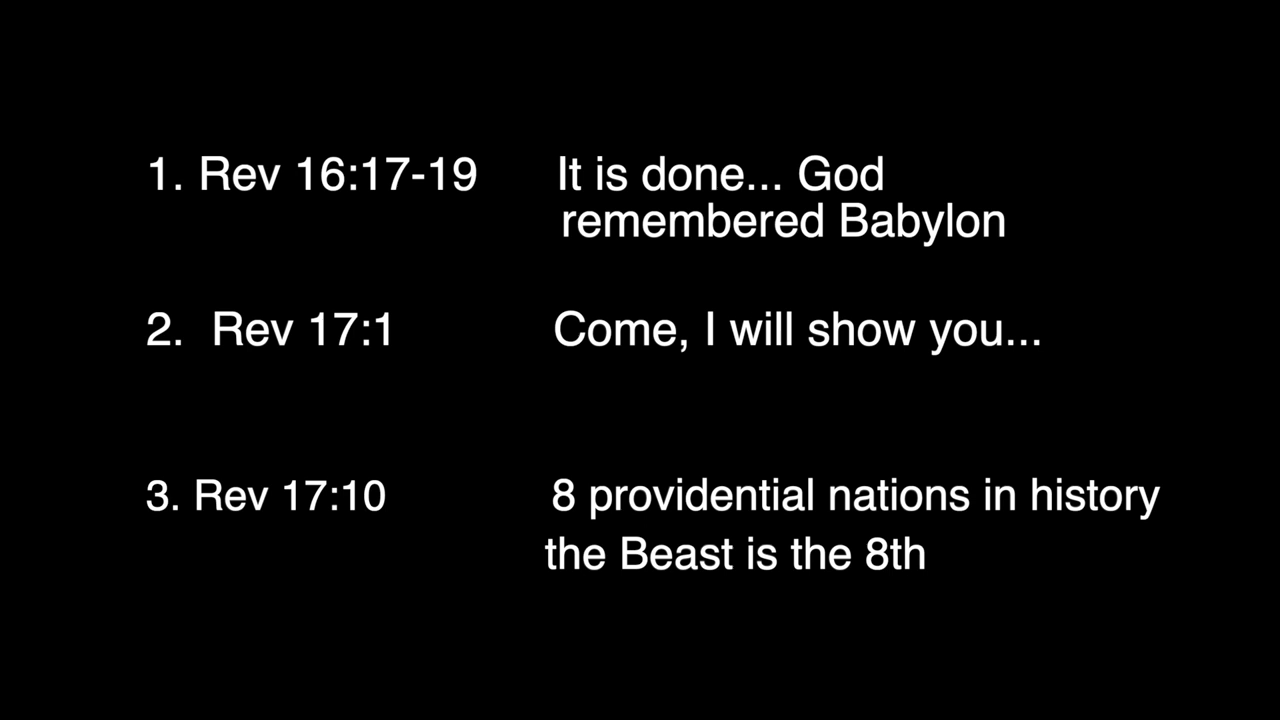 1. Rev 16:17-19 It is done... God
remembered Babylon
2. Rev 17:1 Come, I will show you...
3. Rev 17:10 8 providential nations in history
the Beast is the 8th